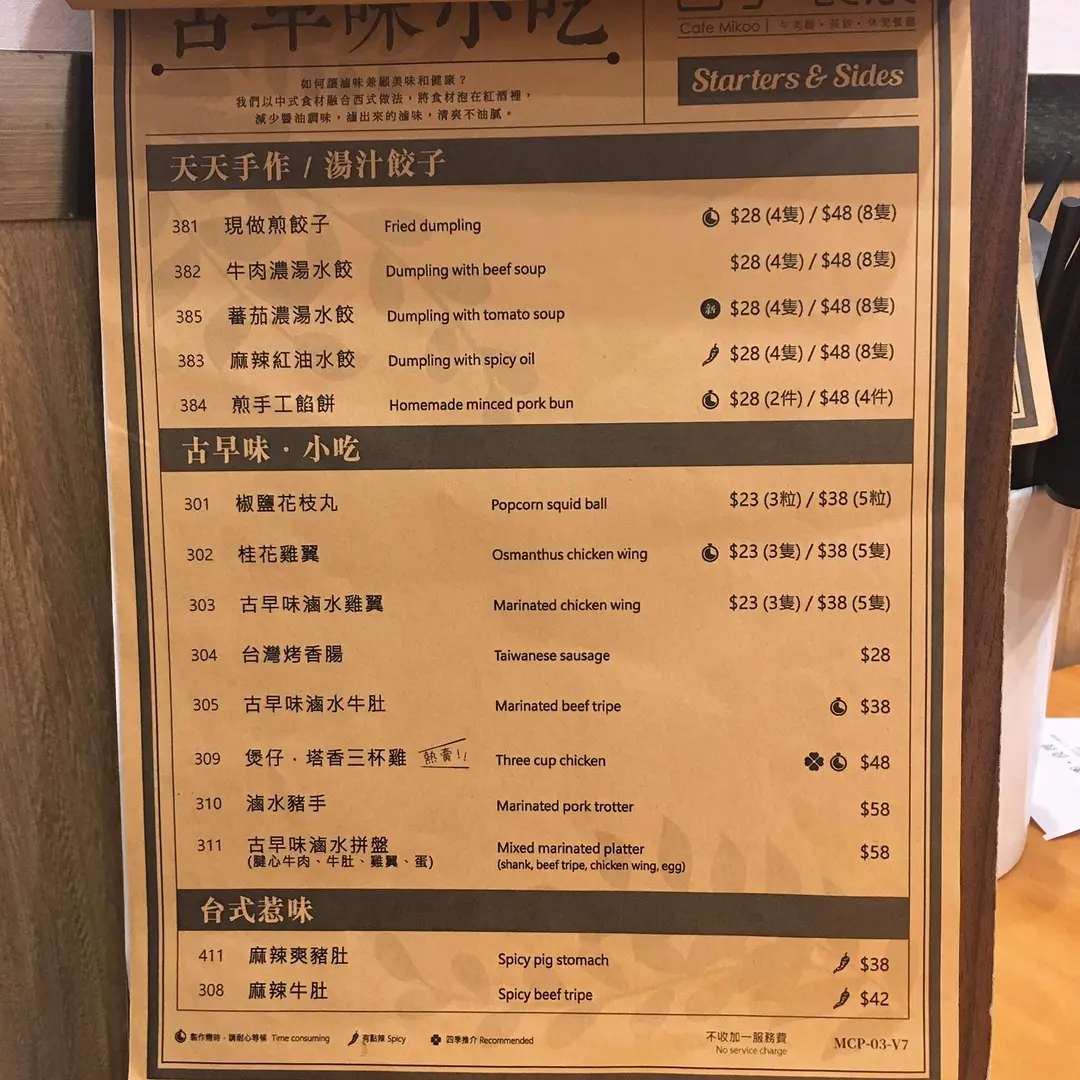 古早味小吃
Cafe Mikoo
Starters & Sides
如何讓滷味兼顧美味和健康？
我們以中式食材融合西式做法，將食材泡在紅酒裡，
減少醬油調味，滷出來的滷味，清爽不油膩。
天天手作 / 湯汁餃子
381 現做煎餃子 Fried dumpling $28 (4隻) / $48 (8隻)
382 牛肉濃湯水餃 Dumpling with beef soup $28 (4隻) / $48 (8隻)
385 蕃茄濃湯水餃 Dumpling with tomato soup 新 $28 (4隻) / $48 (8隻)
383 麻辣紅油水餃 Dumpling with spicy oil $28 (4隻) / $48 (8隻)
384 煎手工餡餅 Homemade minced pork bun $28 (2件) / $48 (4件)
古早味·小吃
301 椒鹽花枝丸 Popcorn squid ball $23 (3粒) / $38 (5粒)
302 桂花雞翼 Osmanthus chicken wing $23 (3隻) / $38 (5隻)
303 古早味滷水雞翼 Marinated chicken wing $23 (3隻) / $38 (5隻)
304 台灣烤香腸 Taiwanese sausage $28
305 古早味滷水牛肚 Marinated beef tripe $38
309 煲仔·塔香三杯雞 熱賣!! Three cup chicken $48
310 滷水豬手 Marinated pork trotter $58
311 古早味滷水拼盤 Mixed marinated platter $58
(腱心牛肉、牛肚、雞翼、蛋) (shank, beef tripe, chicken wing, egg)
台式惹味
411 麻辣爽豬肚 Spicy pig stomach $38
308 麻辣牛肚 Spicy beef tripe $42
製作需時，請耐心等候 Time consuming 有點辣 Spicy 四季推介 Recommended 不收加一服務費
No service charge
MCP-03-V7